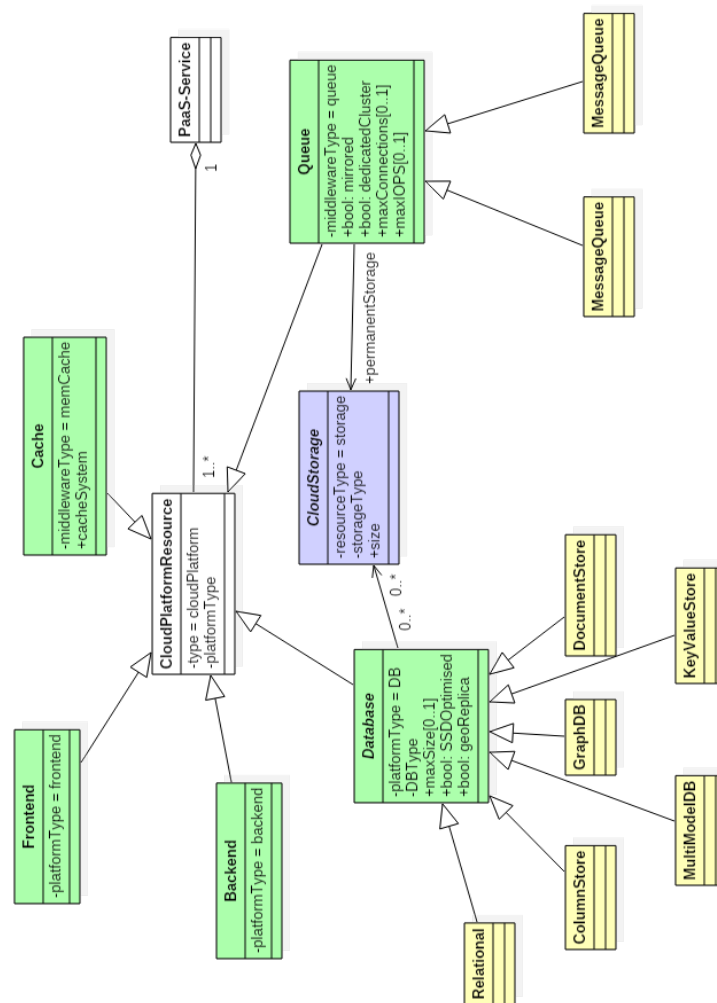 Frontend
-platformType = frontend
Cache
-middlewareType = memCache
+cacheSystem
PaaS-Service
1
CloudPlatformResource
-type = cloudPlatform
-platformType
1..*
Backend
-platformType = backend
Queue
-middlewareType = queue
+bool: mirrored
+bool: dedicatedCluster
+maxConnections[0..1]
+maxIOPS[0..1]
+permanentStorage
CloudStorage
-resourceType = storage
-storageType
+size
0..*
0..*
Database
-platformType = DB
-DBType
+maxSize[0..1]
+bool: SSDOptimised
+bool: geoReplica
Relational
ColumnStore
MultiModelDB
GraphDB
KeyValueStore
DocumentStore
MessageQueue
MessageQueue